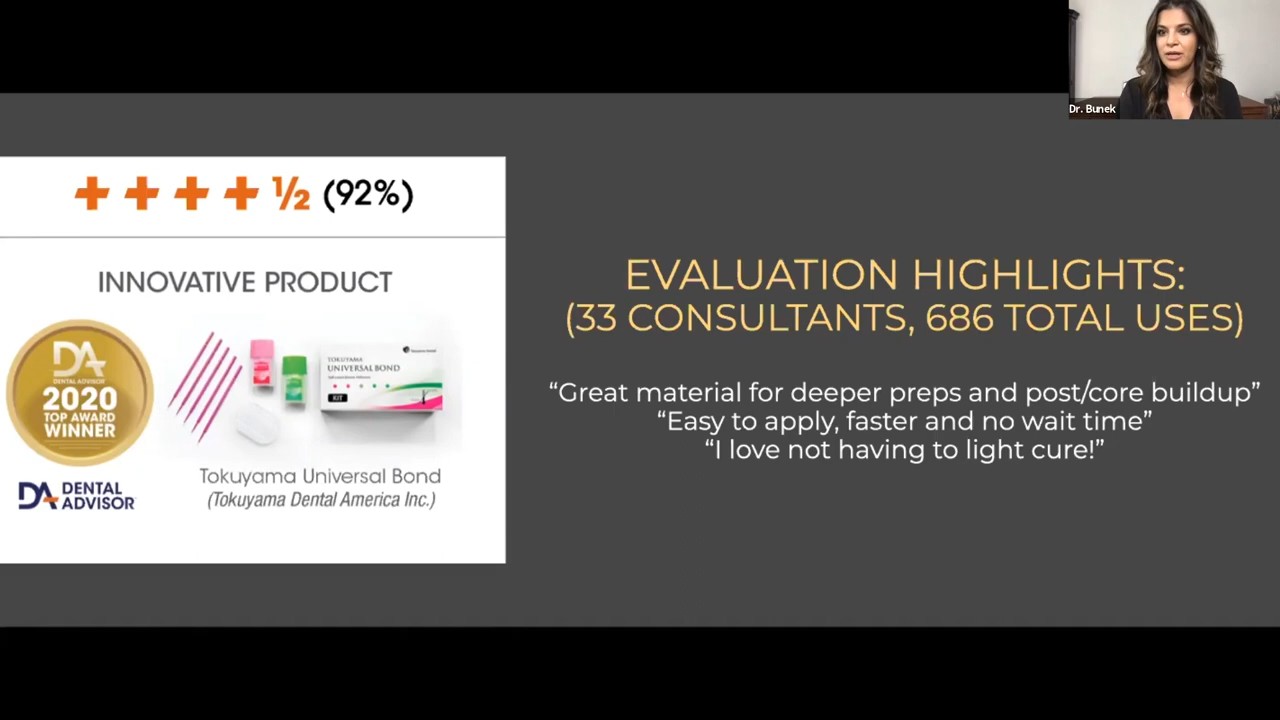 Dr. Bunek
++++ ½ (92%)
INNOVATIVE PRODUCT
DA
DENTAL ADVISOR
2020
TOP AWARD
WINNER
TOKUYAMA
UNIVERSAL BOND
KIT
DA DENTAL
ADVISOR
Tokuyama Universal Bond
(Tokuyama Dental America Inc.)
EVALUATION HIGHLIGHTS:
(33 CONSULTANTS, 686 TOTAL USES)
“Great material for deeper preps and post/core buildup”
“Easy to apply, faster and no wait time”
“I love not having to light cure!”